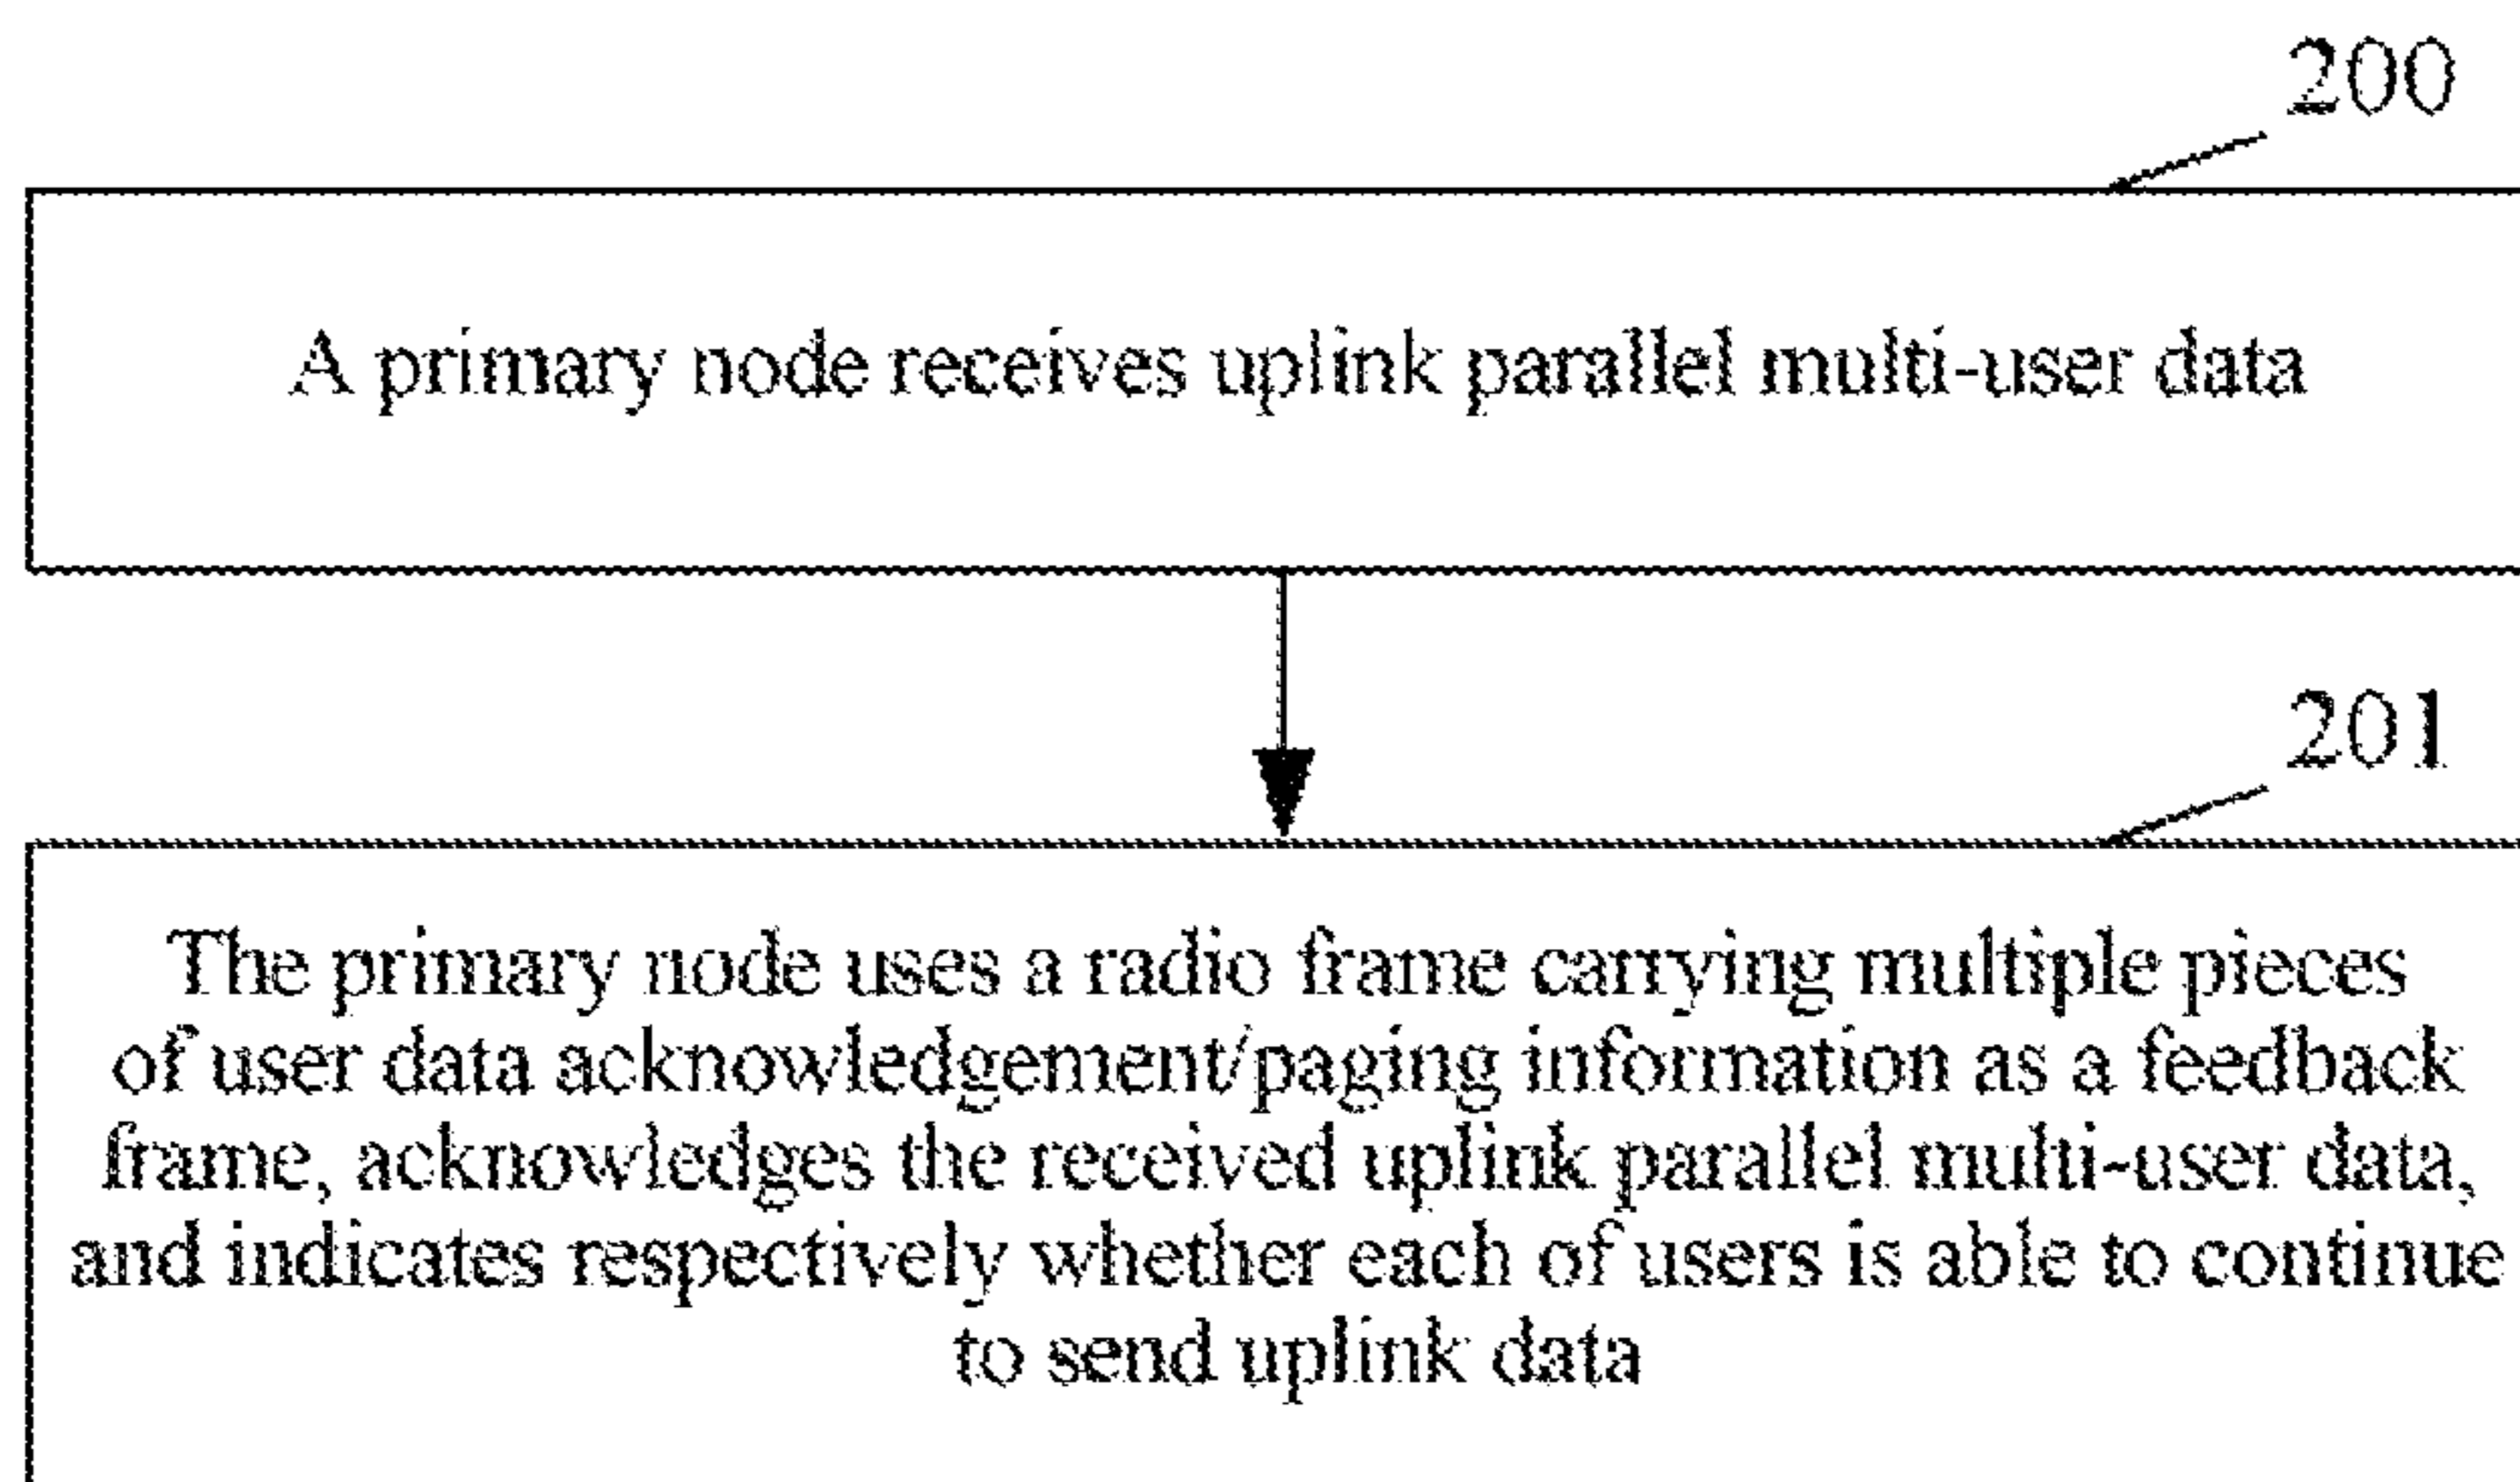 200
A primary node receives uplink parallel multi-user data
201
The primary node uses a radio frame carrying multiple pieces
of user data acknowledgement/paging information as a feedback
frame, acknowledges the received uplink parallel multi-user data,
and indicates respectively whether each of users is able to continue
to send uplink data